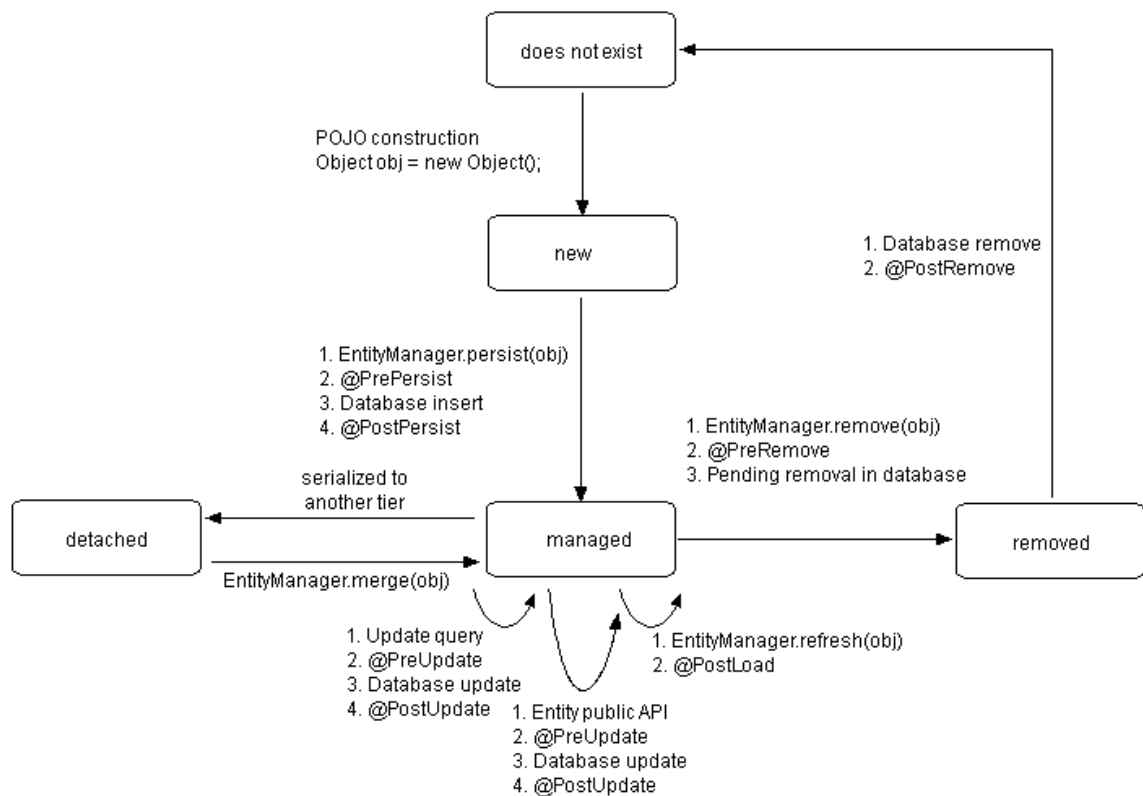 does not exist
POJO construction
Object obj = new Object();
new
1. Database remove
2. @PostRemove
1. EntityManager.persist(obj)
2. @PrePersist
3. Database insert
4. @PostPersist
1. EntityManager.remove(obj)
2. @PreRemove
3. Pending removal in database
serialized to
another tier
detached
managed
removed
EntityManager.merge(obj)
1. Update query
2. @PreUpdate
3. Database update
4. @PostUpdate
1. EntityManager.refresh(obj)
2. @PostLoad
1. Entity public API
2. @PreUpdate
3. Database update
4. @PostUpdate